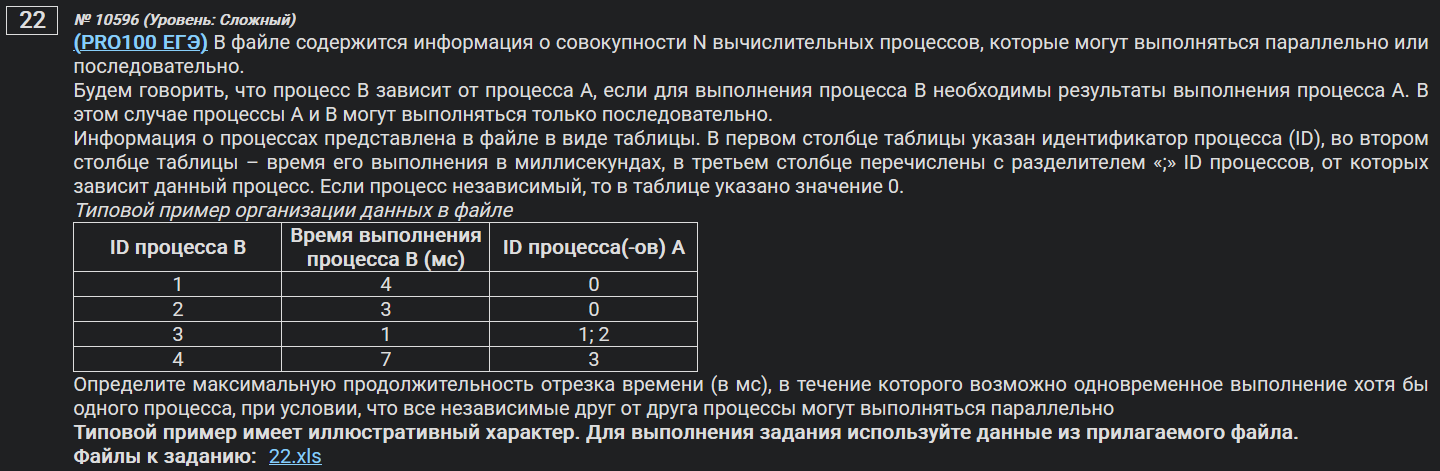 22
№ 10596 (Уровень: Сложный)
(PRO100 ЕГЭ) В файле содержится информация о совокупности N вычислительных процессов, которые могут выполняться параллельно или
последовательно.
Будем говорить, что процесс B зависит от процесса A, если для выполнения процесса B необходимы результаты выполнения процесса A. В
этом случае процессы A и B могут выполняться только последовательно.
Информация о процессах представлена в файле в виде таблицы. В первом столбце таблицы указан идентификатор процесса (ID), во втором
столбце таблицы – время его выполнения в миллисекундах, в третьем столбце перечислены с разделителем «;» ID процессов, от которых
зависит данный процесс. Если процесс независимый, то в таблице указано значение 0.
Типовой пример организации данных в файле
ID процесса B Время выполнения процесса B (мс) ID процесса(-ов) A
1 4 0
2 3 0
3 1 1; 2
4 7 3
Определите максимальную продолжительность отрезка времени (в мс), в течение которого возможно одновременное выполнение хотя бы
одного процесса, при условии, что все независимые друг от друга процессы могут выполняться параллельно
Типовой пример имеет иллюстративный характер. Для выполнения задания используйте данные из прилагаемого файла.
Файлы к заданию: 22.xls